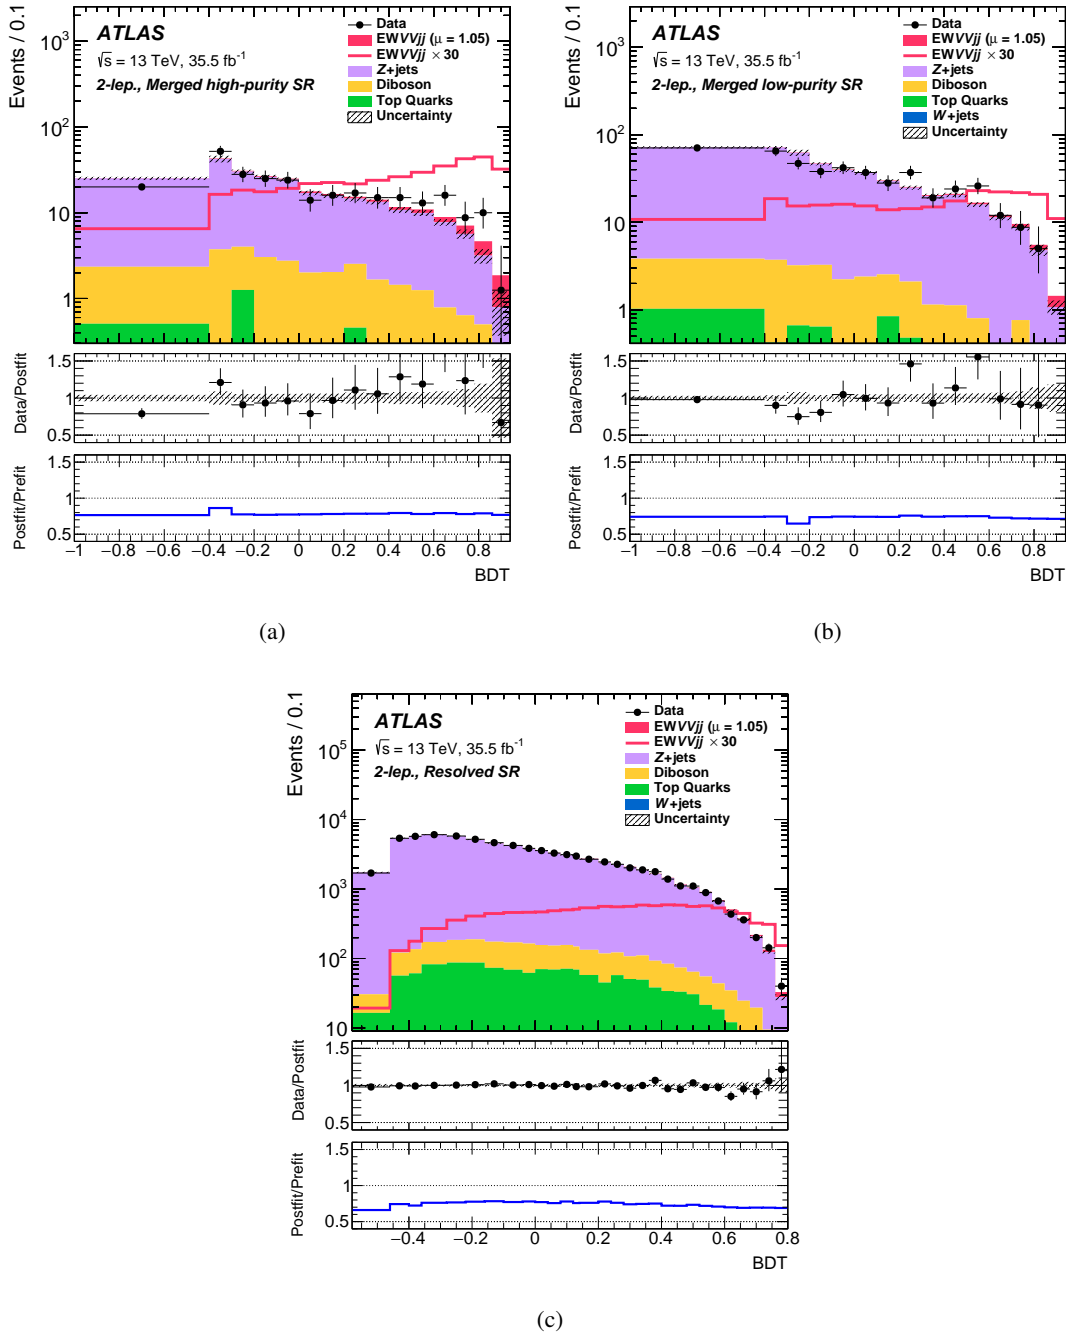 Events / 0.1
10³
10²
10
1
ATLAS
√s = 13 TeV, 35.5 fb⁻¹
2-lep., Merged high-purity SR
Data
EWVVjj (μ = 1.05)
EWVVjj × 30
Z+jets
Diboson
Top Quarks
Uncertainty
Data/Postfit
1.5
1
0.5
Postfit/Prefit
1.5
1
0.5
−1 −0.8 −0.6 −0.4 −0.2 0 0.2 0.4 0.6 0.8
BDT
(a)
Events / 0.1
10³
10²
10
1
ATLAS
√s = 13 TeV, 35.5 fb⁻¹
2-lep., Merged low-purity SR
Data
EWVVjj (μ = 1.05)
EWVVjj × 30
Z+jets
Diboson
Top Quarks
W+jets
Uncertainty
Data/Postfit
1.5
1
0.5
Postfit/Prefit
1.5
1
0.5
−1 −0.8 −0.6 −0.4 −0.2 0 0.2 0.4 0.6 0.8
BDT
(b)
Events / 0.1
10⁵
10⁴
10³
10²
10
ATLAS
√s = 13 TeV, 35.5 fb⁻¹
2-lep., Resolved SR
Data
EWVVjj (μ = 1.05)
EWVVjj × 30
Z+jets
Diboson
Top Quarks
W+jets
Uncertainty
Data/Postfit
1.5
1
0.5
Postfit/Prefit
1.5
1
0.5
−0.4 −0.2 0 0.2 0.4 0.6 0.8
BDT
(c)